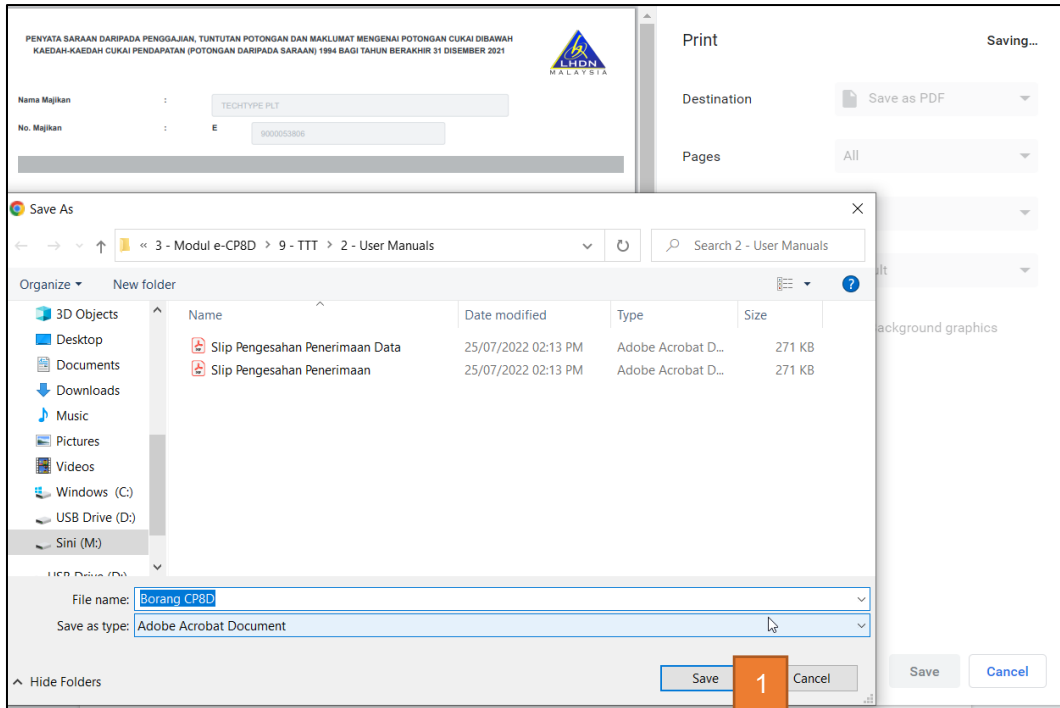 PENYATA SARAAN DARIPADA PENGGAJIAN, TUNTUTAN POTONGAN DAN MAKLUMAT MENGENAI POTONGAN CUKAI DIBAWAH
KAEDAH-KAEDAH CUKAI PENDAPATAN (POTONGAN DARIPADA SARAAN) 1994 BAGI TAHUN BERAKHIR 31 DISEMBER 2021
LHDN
MALAYSIA
Nama Majikan : TECHTYPE PLT
No. Majikan : E 9000053806
Print Saving...
Destination Save as PDF
Pages All
ult
ackground graphics
Save Cancel
Save As
« 3 - Modul e-CP8D > 9 - TTT > 2 - User Manuals
Search 2 - User Manuals
Organize New folder
?
3D Objects
Desktop
Documents
Downloads
Music
Pictures
Videos
Windows (C:)
USB Drive (D:)
Sini (M:)
USB Drive (D:)
Name Date modified Type Size
Slip Pengesahan Penerimaan Data 25/07/2022 02:13 PM Adobe Acrobat D... 271 KB
Slip Pengesahan Penerimaan 25/07/2022 02:13 PM Adobe Acrobat D... 271 KB
File name: Borang CP8D
Save as type: Adobe Acrobat Document
Hide Folders
Save 1 Cancel